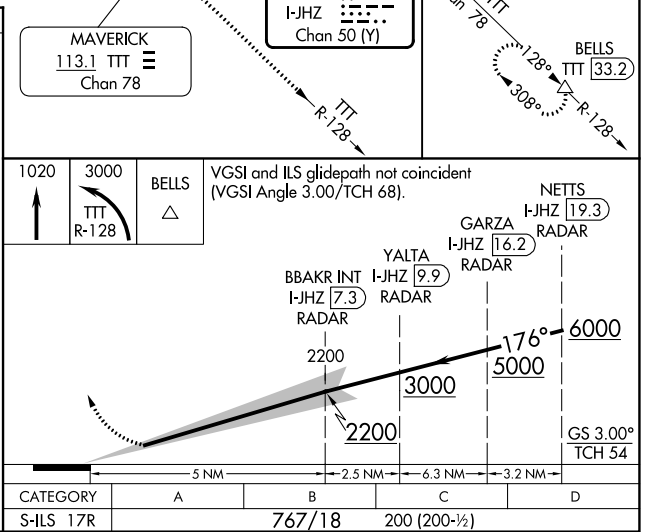 MAVERICK
113.1 TTT
Chan 78
I-JHZ
Chan 50 (Y)
TTT
R-128
TTT
Chan 78
BELLS
TTT 33.2
128°
308°
R-128
1020
3000
TTT
R-128
BELLS
VGSI and ILS glidepath not coincident
(VGSI Angle 3.00/TCH 68).
NETTS
I-JHZ 19.3
RADAR
GARZA
I-JHZ 16.2
RADAR
YALTA
I-JHZ 9.9
RADAR
BBAKR INT
I-JHZ 7.3
RADAR
2200
176°
6000
5000
3000
2200
GS 3.00°
TCH 54
5 NM
2.5 NM
6.3 NM
3.2 NM
CATEGORY A B C D
S-ILS 17R 767/18 200 (200-½)